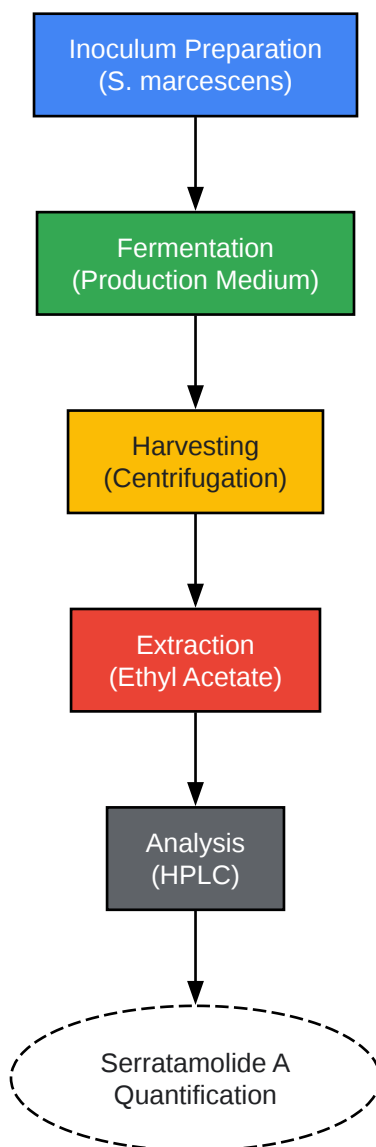 Inoculum Preparation
(S. marcescens)
Fermentation
(Production Medium)
Harvesting
(Centrifugation)
Extraction
(Ethyl Acetate)
Analysis
(HPLC)
Serratamolide A
Quantification